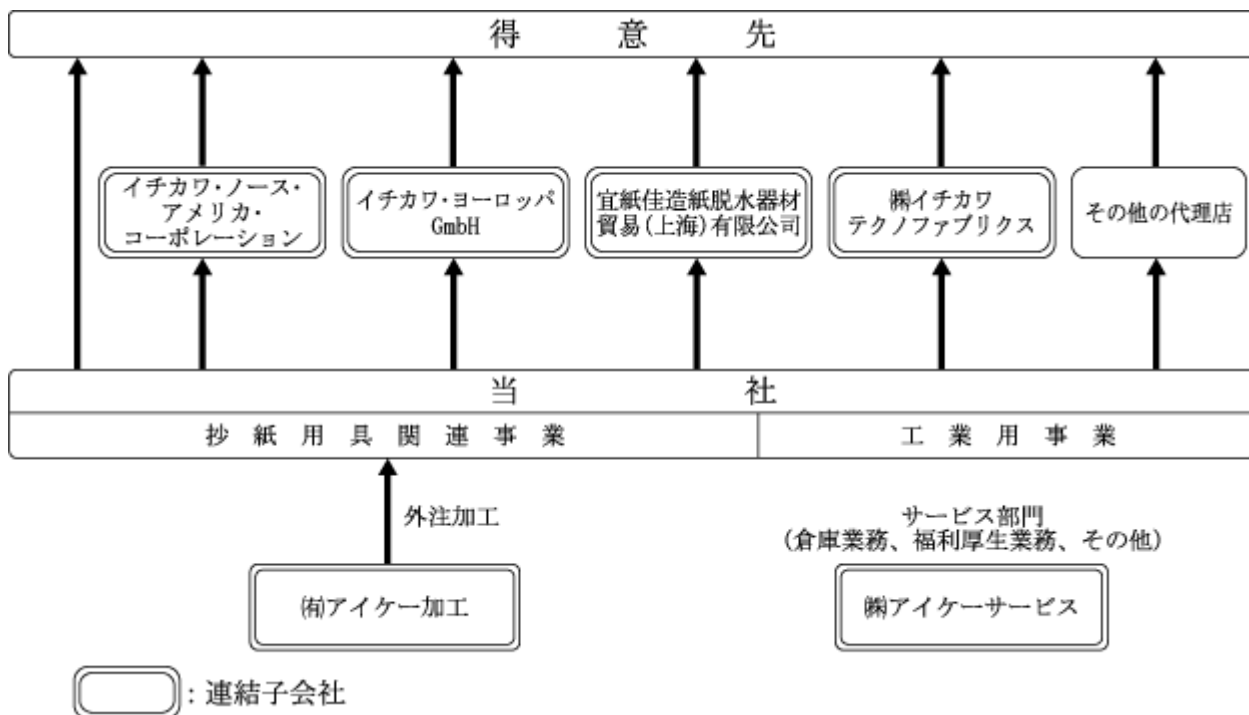 得意先
イチカワ・ノース・
アメリカ・
コーポレーション
イチカワ・ヨーロッパ
GmbH
宜紙佳造紙脱水器材
貿易(上海)有限公司
㈱イチカワ
テクノファブリクス
その他の代理店
当社
抄紙用具関連事業
工業用事業
外注加工
サービス部門
(倉庫業務、福利厚生業務、その他)
㈲アイケー加工
㈱アイケーサービス
:連結子会社